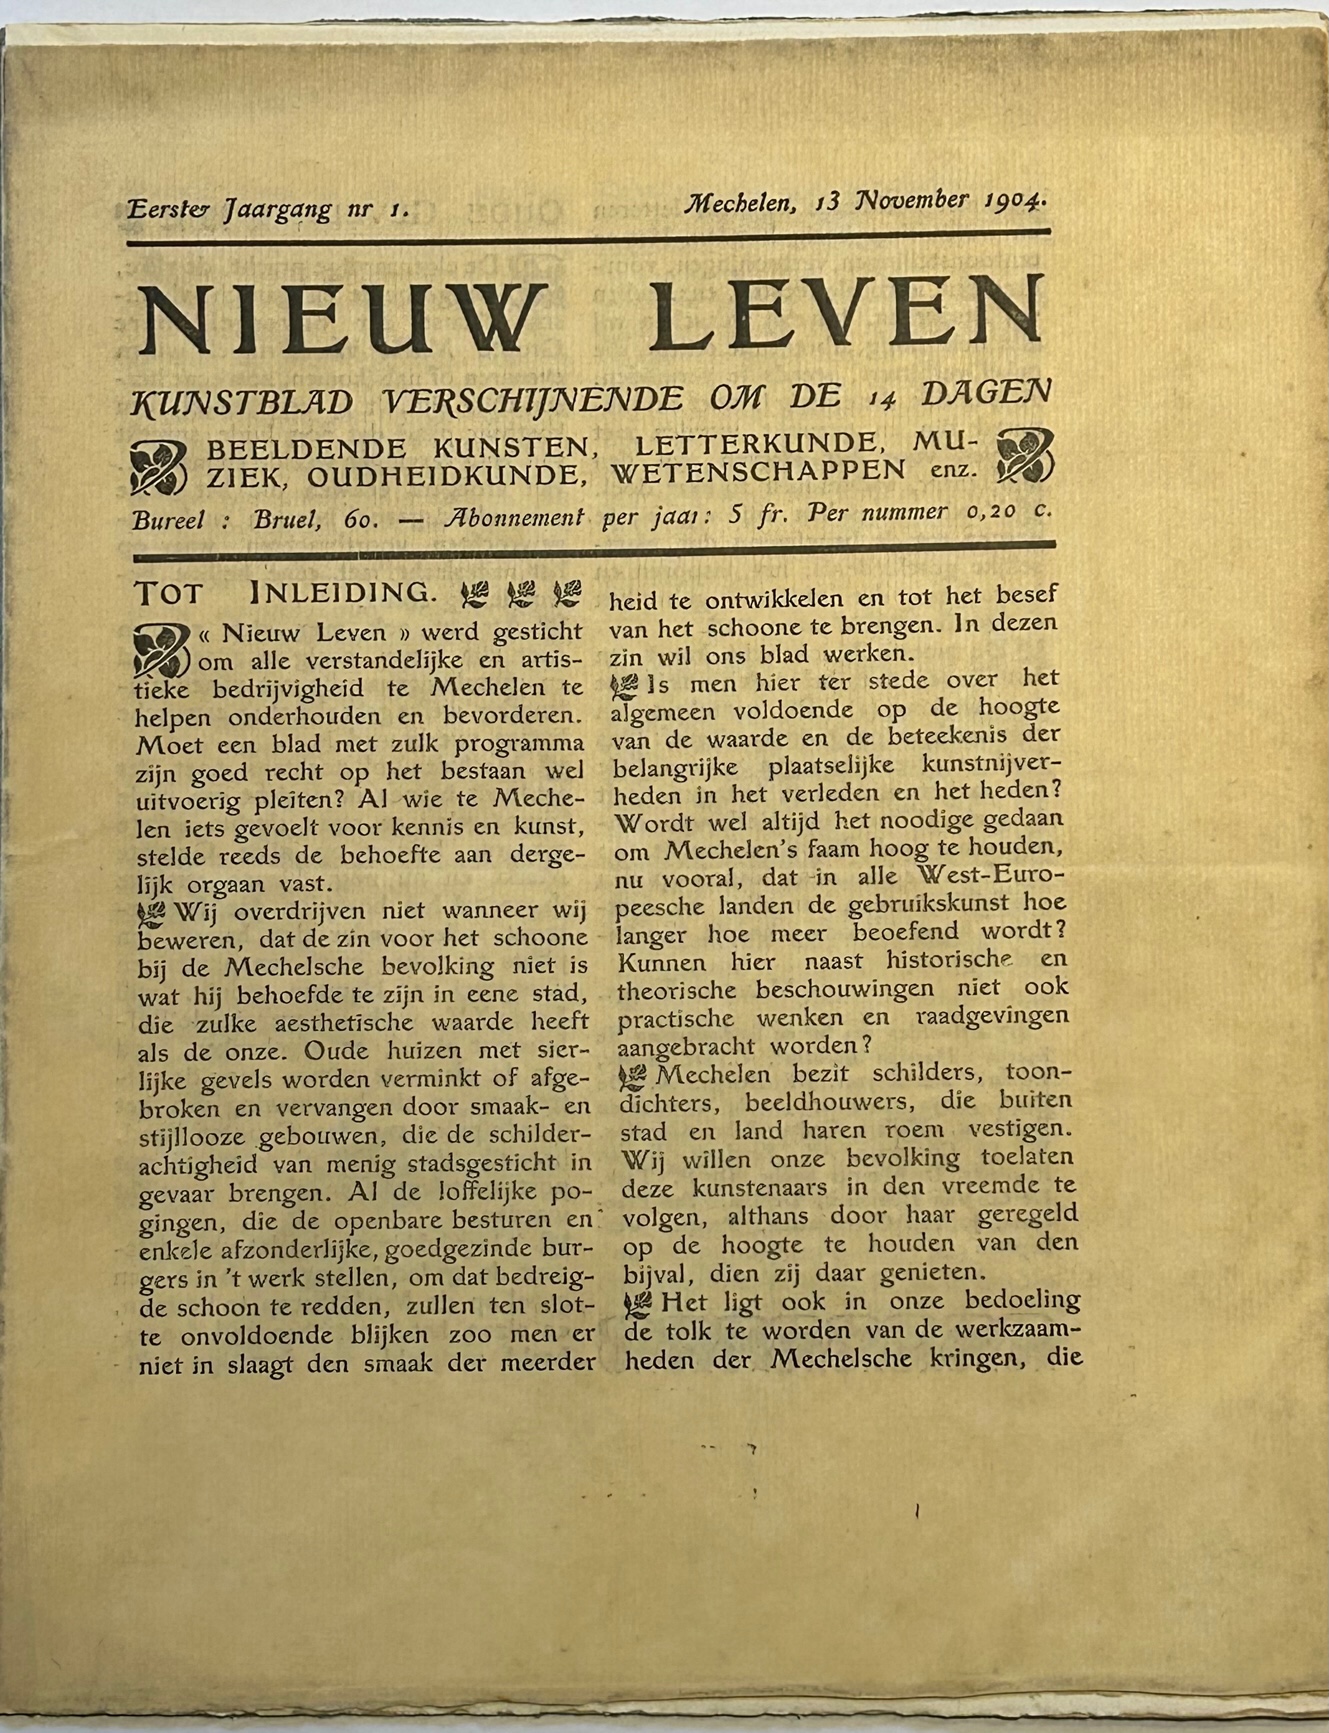 Eerste Jaargang nr 1.
Mechelen, 13 November 1904.
NIEUW LEVEN
KUNSTBLAD VERSCHIJNENDE OM DE 14 DAGEN
BEELDENDE KUNSTEN, LETTERKUNDE, MU-
ZIEK, OUDHEIDKUNDE, WETENSCHAPPEN enz.
Bureel : Bruel, 60. — Abonnement per jaar: 5 fr. Per nummer 0,20 c.
TOT INLEIDING.
« Nieuw Leven » werd gesticht
om alle verstandelijke en artis-
tieke bedrijvigheid te Mechelen te
helpen onderhouden en bevorderen.
Moet een blad met zulk programma
zijn goed recht op het bestaan wel
uitvoerig pleiten? Al wie te Meche-
len iets gevoelt voor kennis en kunst,
stelde reeds de behoefte aan derge-
lijk orgaan vast.
Wij overdrijven niet wanneer wij
beweren, dat de zin voor het schoone
bij de Mechelsche bevolking niet is
wat hij behoefde te zijn in eene stad,
die zulke aesthetische waarde heeft
als de onze. Oude huizen met sier-
lijke gevels worden verminkt of afge-
broken en vervangen door smaak- en
stijllooze gebouwen, die de schilder-
achtigheid van menig stadsgesticht in
gevaar brengen. Al de loffelijke po-
gingen, die de openbare besturen en
enkele afzonderlijke, goedgezinde bur-
gers in 't werk stellen, om dat bedreig-
de schoon te redden, zullen ten slot-
te onvoldoende blijken zoo men er
niet in slaagt den smaak der meerder
heid te ontwikkelen en tot het besef
van het schoone te brengen. In dezen
zin wil ons blad werken.
Is men hier ter stede over het
algemeen voldoende op de hoogte
van de waarde en de beteekenis der
belangrijke plaatselijke kunstnijver-
heden in het verleden en het heden?
Wordt wel altijd het noodige gedaan
om Mechelen's faam hoog te houden,
nu vooral, dat in alle West-Euro-
peesche landen de gebruikskunst hoe
langer hoe meer beoefend wordt?
Kunnen hier naast historische en
theorische beschouwingen niet ook
practische wenken en raadgevingen
aangebracht worden?
Mechelen bezit schilders, toon-
dichters, beeldhouwers, die buiten
stad en land haren roem vestigen.
Wij willen onze bevolking toelaten
deze kunstenaars in den vreemde te
volgen, althans door haar geregeld
op de hoogte te houden van den
bijval, dien zij daar genieten.
Het ligt ook in onze bedoeling
de tolk te worden van de werkzaam-
heden der Mechelsche kringen, die